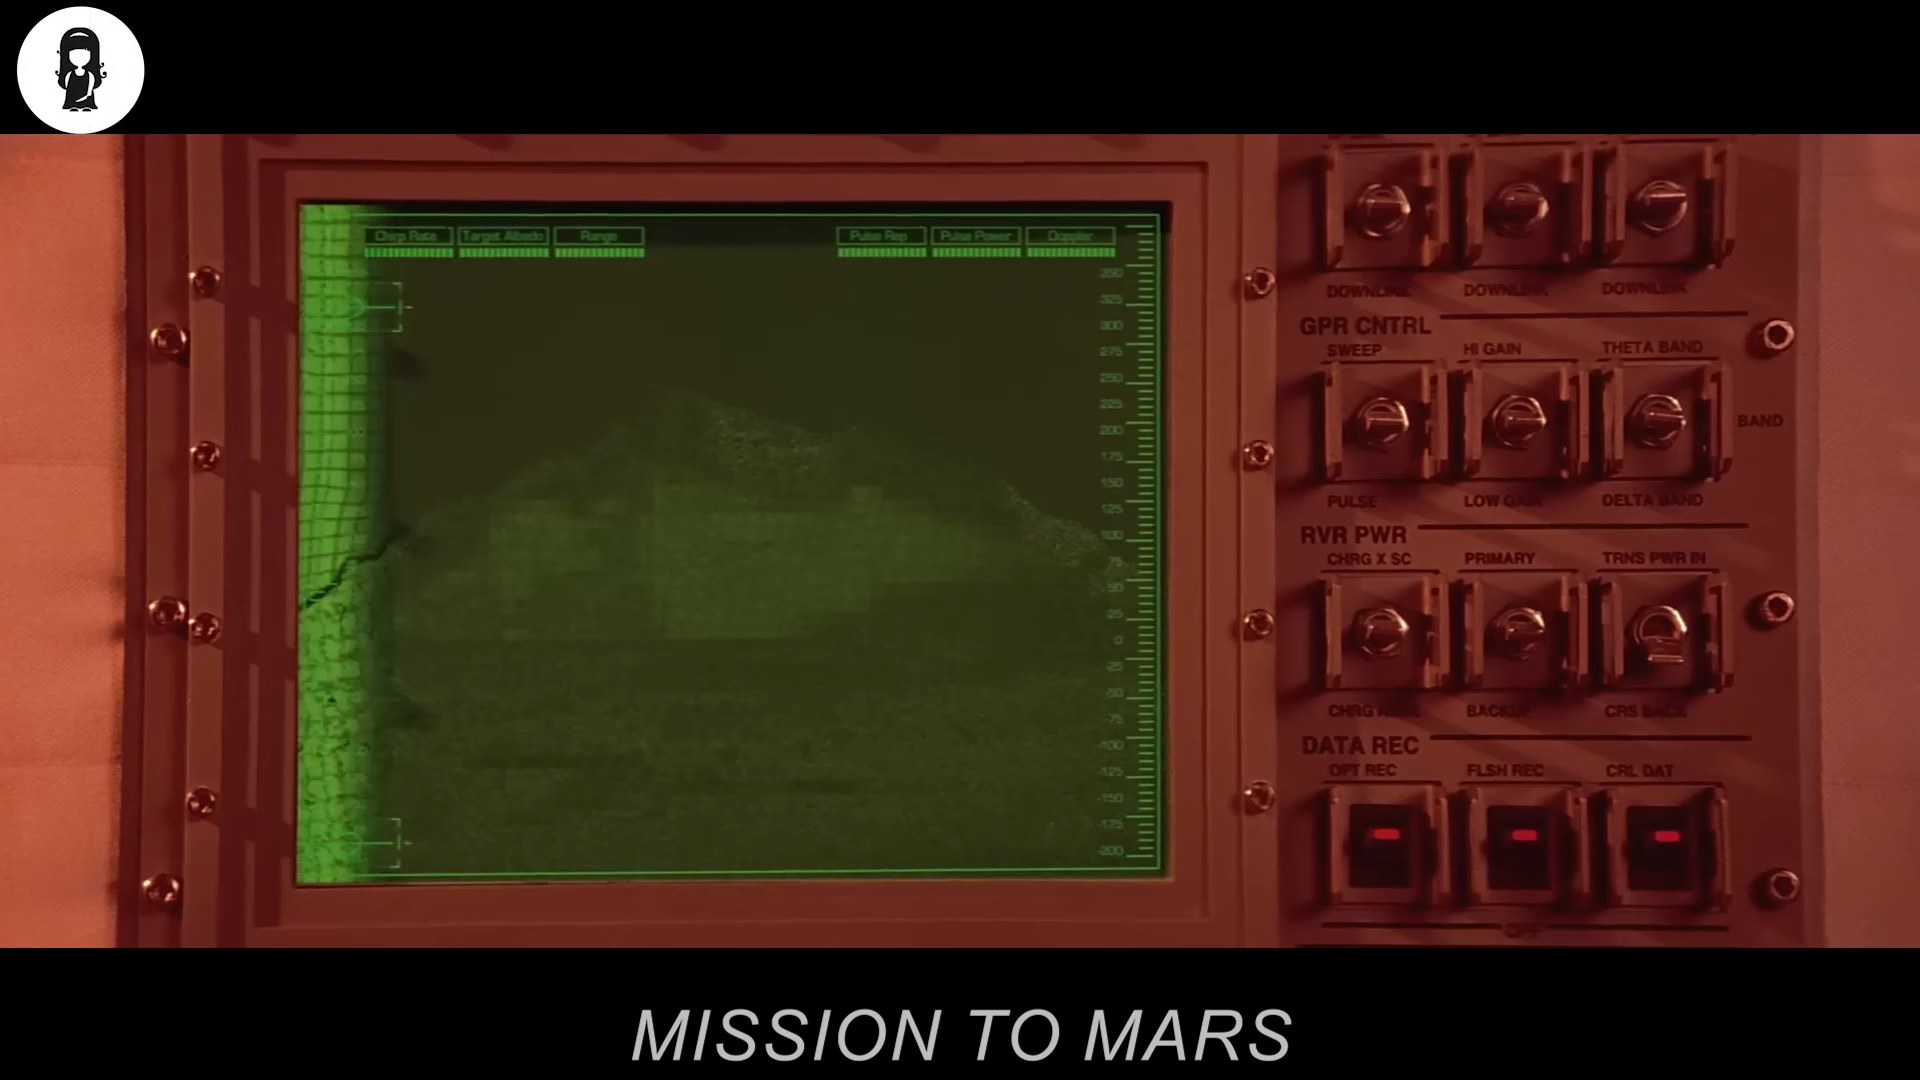 Chirp Rate Target Albedo Range Pulse Rep Pulse Power Doppler
350
325
300
275
250
225
200
175
150
125
100
75
50
25
0
-25
-50
-75
-100
-125
-150
-175
-200
DOWNLINK DOWNLINK DOWNLINK
GPR CNTRL
SWEEP HI GAIN THETA BAND
BAND
PULSE LOW GAIN DELTA BAND
RVR PWR
CHRG X SC PRIMARY TRNS PWR IN
CHRG BACKUP CRS BACK
DATA REC
OPT REC FLSH REC CRL DAT
OFF
MISSION TO MARS